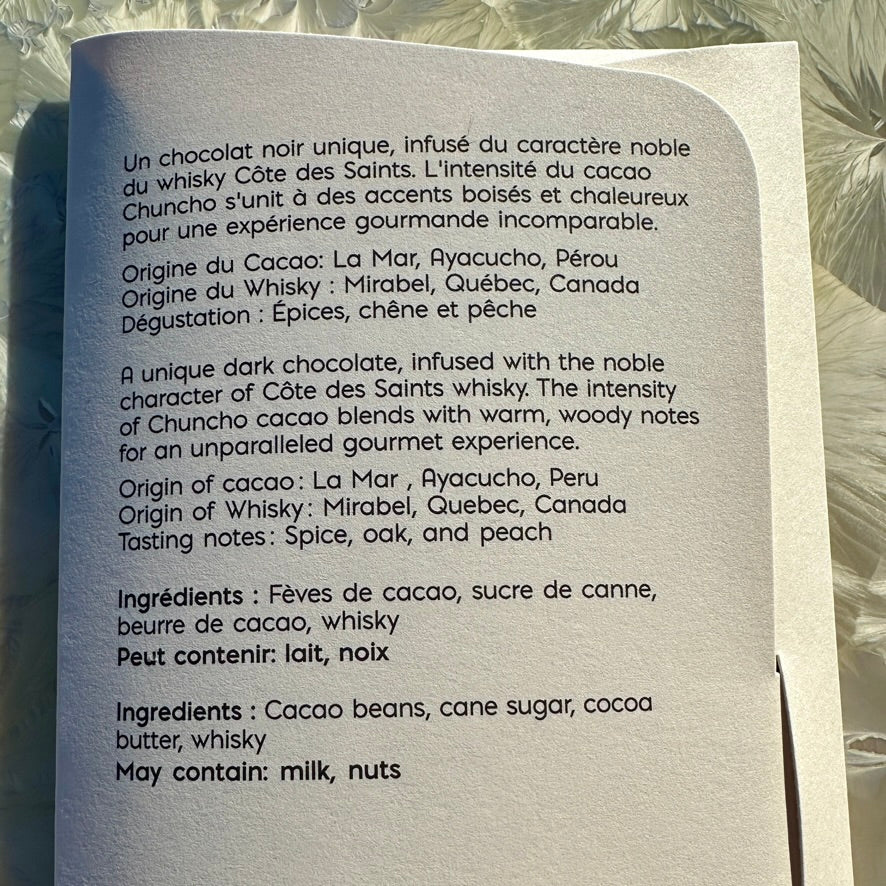 Un chocolat noir unique, infusé du caractère noble
du whisky Côte des Saints. L'intensité du cacao
Chuncho s'unit à des accents boisés et chaleureux
pour une expérience gourmande incomparable.
Origine du Cacao: La Mar, Ayacucho, Pérou
Origine du Whisky : Mirabel, Québec, Canada
Dégustation : Épices, chêne et pêche
A unique dark chocolate, infused with the noble
character of Côte des Saints whisky. The intensity
of Chuncho cacao blends with warm, woody notes
for an unparalleled gourmet experience.
Origin of cacao: La Mar , Ayacucho, Peru
Origin of Whisky: Mirabel, Quebec, Canada
Tasting notes: Spice, oak, and peach
Ingrédients : Fèves de cacao, sucre de canne,
beurre de cacao, whisky
Peut contenir: lait, noix
Ingredients : Cacao beans, cane sugar, cocoa
butter, whisky
May contain: milk, nuts